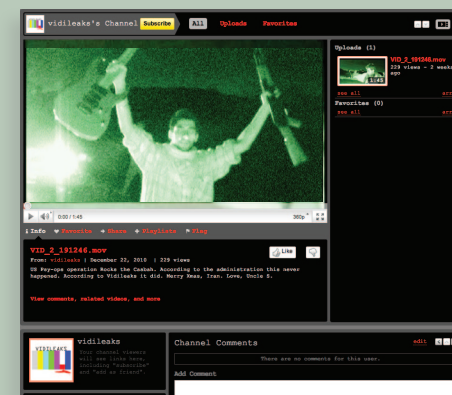 vidileaks's Channel Subscribe All Uploads Favorites
Uploads (1)
VID_2_191246.mov
229 views - 2 weeks
ago
1:45
see all
Favorites (0)
see all
0:00 / 1:45 360p
Info Favorite Share Playlists Flag
VID_2_191246.mov
Like
From: vidileaks | December 22, 2010 | 229 views
US Psy-ops operation Rocks the Casbah. According to the administration this never
happened. According to Vidileaks it did. Merry Xmas, Iran. Love, Uncle S.
View comments, related videos, and more
VIDILEAKS
vidileaks
Your channel viewers
will see links here,
including "subscribe"
and "add as friend".
Channel Comments edit
There are no comments for this user.
Add Comment